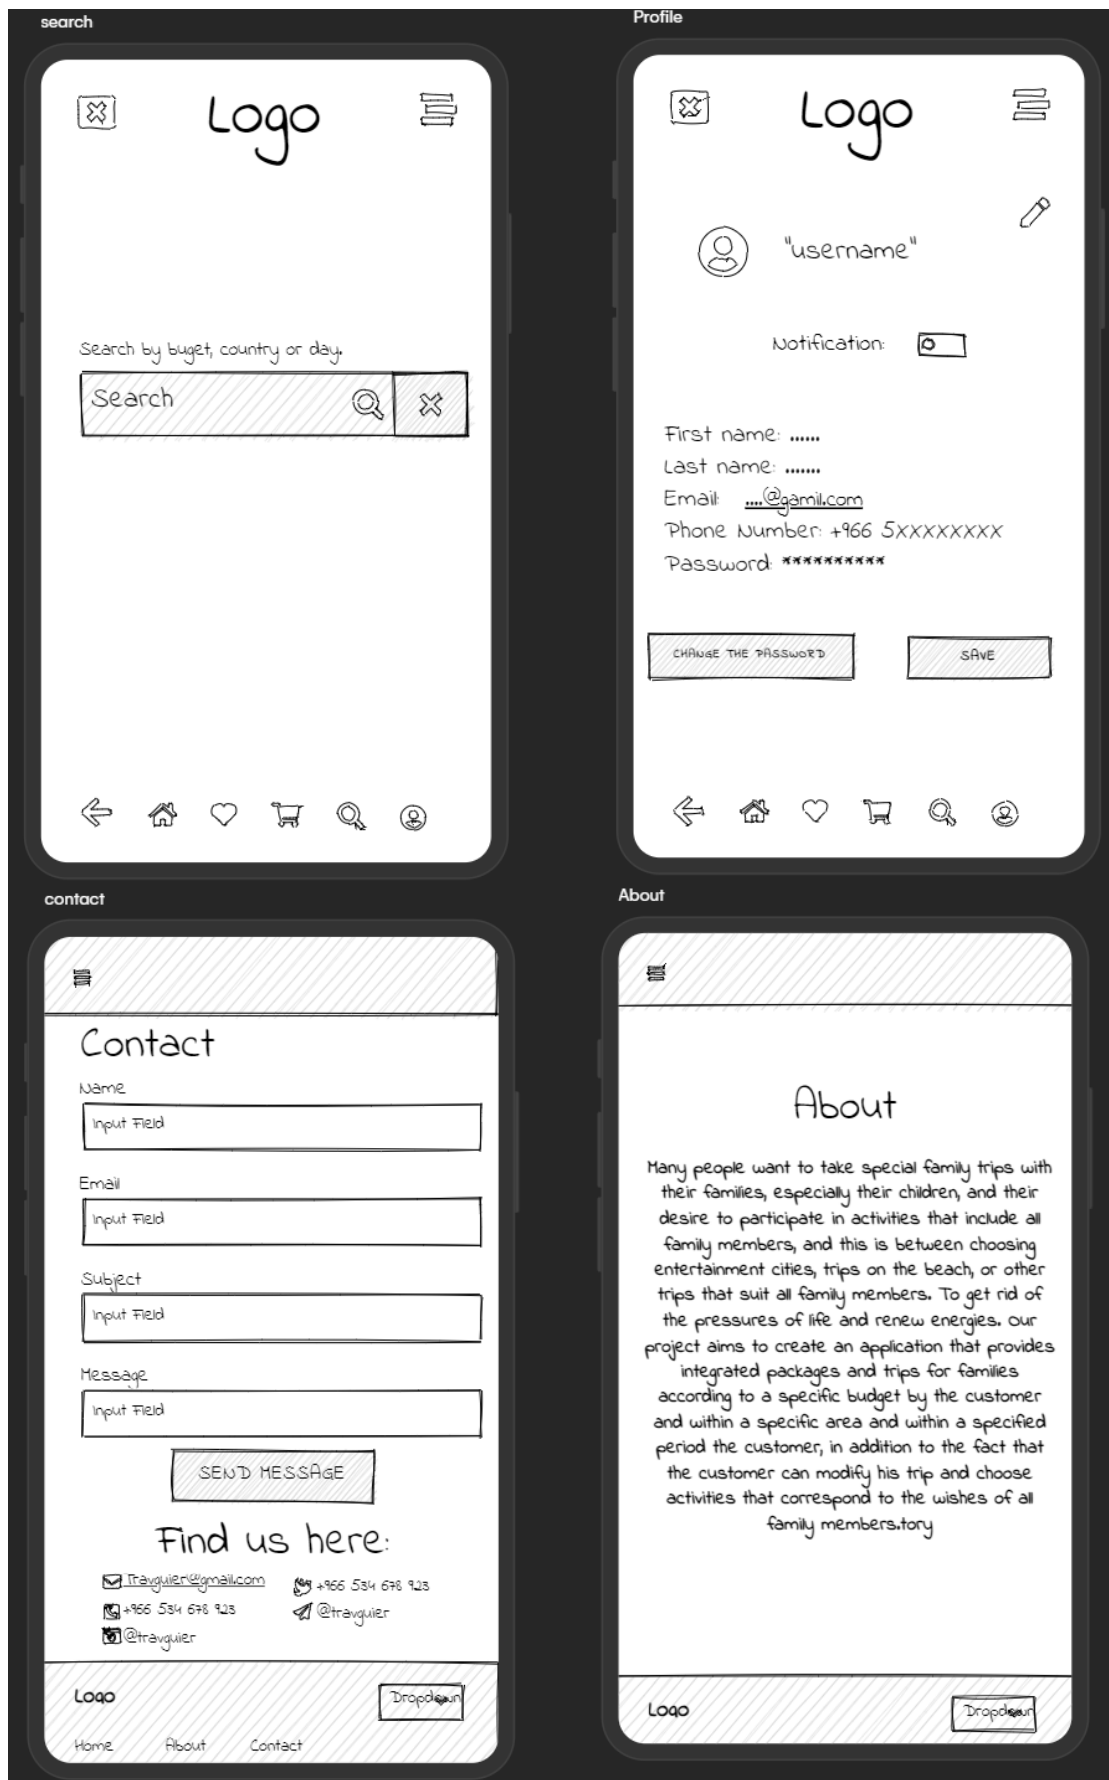 search
Logo
Search by buget, country or day.
Search
Profile
Logo
"username"
Notification:
First name: ......
Last name: .......
Email: ....@gamil.com
Phone Number: +966 5XXXXXXXX
Password: **********
CHANGE THE PASSWORD
SAVE
contact
Contact
Name
Input Field
Email
Input Field
Subject
Input Field
Message
Input Field
SEND MESSAGE
Find us here:
Travguier@gmail.com
+966 534 678 923
+966 534 678 923
@travguier
@travguier
Logo
Dropdown
Home About Contact
About
About
Many people want to take special family trips with
their families, especially their children, and their
desire to participate in activities that include all
family members, and this is between choosing
entertainment cities, trips on the beach, or other
trips that suit all family members. To get rid of
the pressures of life and renew energies. Our
project aims to create an application that provides
integrated packages and trips for families
according to a specific budget by the customer
and within a specific area and within a specified
period the customer, in addition to the fact that
the customer can modify his trip and choose
activities that correspond to the wishes of all
family members.tory
Logo
Dropdown